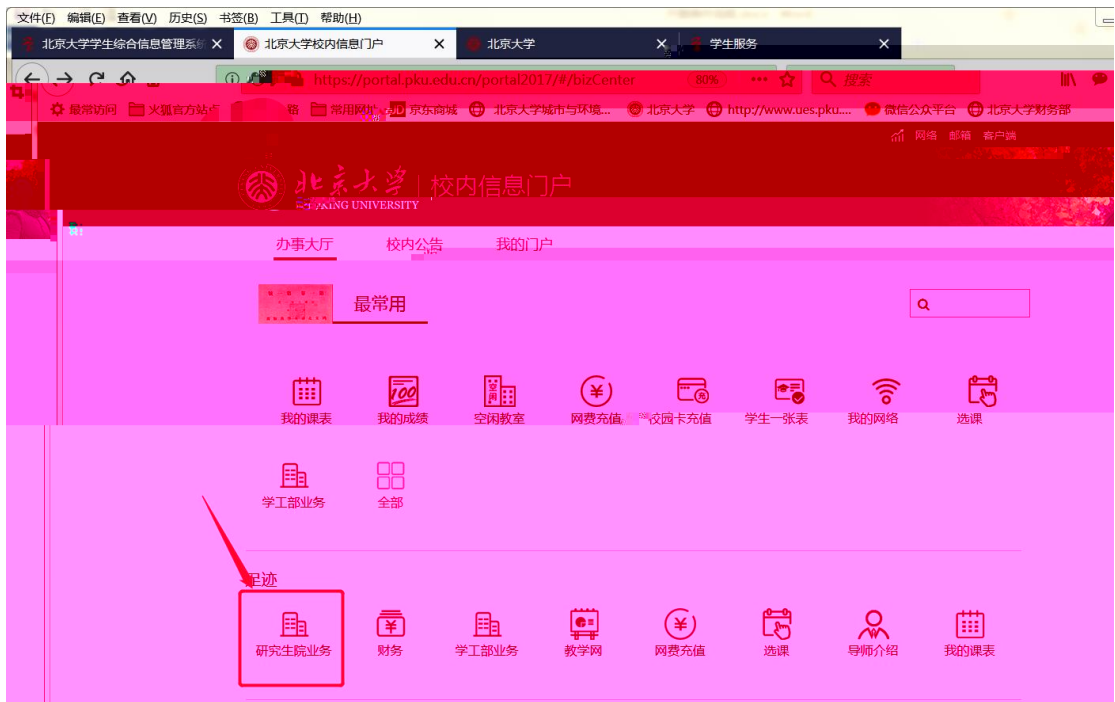 文件(F) 编辑(E) 查看(V) 历史(S) 书签(B) 工具(T) 帮助(H)
北京大学学生综合信息管理系统 北京大学校内信息门户 北京大学 学生服务
https://portal.pku.edu.cn/portal2017/#/bizCenter 80% 搜索
最常访问 火狐官方站点 常用网址 京东商城 北京大学城市与环境... 北京大学 http://www.ues.pku.... 微信公众平台 北京大学财务部
网络 邮箱 客户端
北京大学 校内信息门户
PEKING UNIVERSITY
办事大厅 校内公告 我的门户
最常用
我的课表 我的成绩 空闲教室 网费充值 校园卡充值 学生一张表 我的网络 选课
学工部业务 全部
足迹
研究生院业务 财务 学工部业务 教学网 网费充值 选课 导师介绍 我的课表